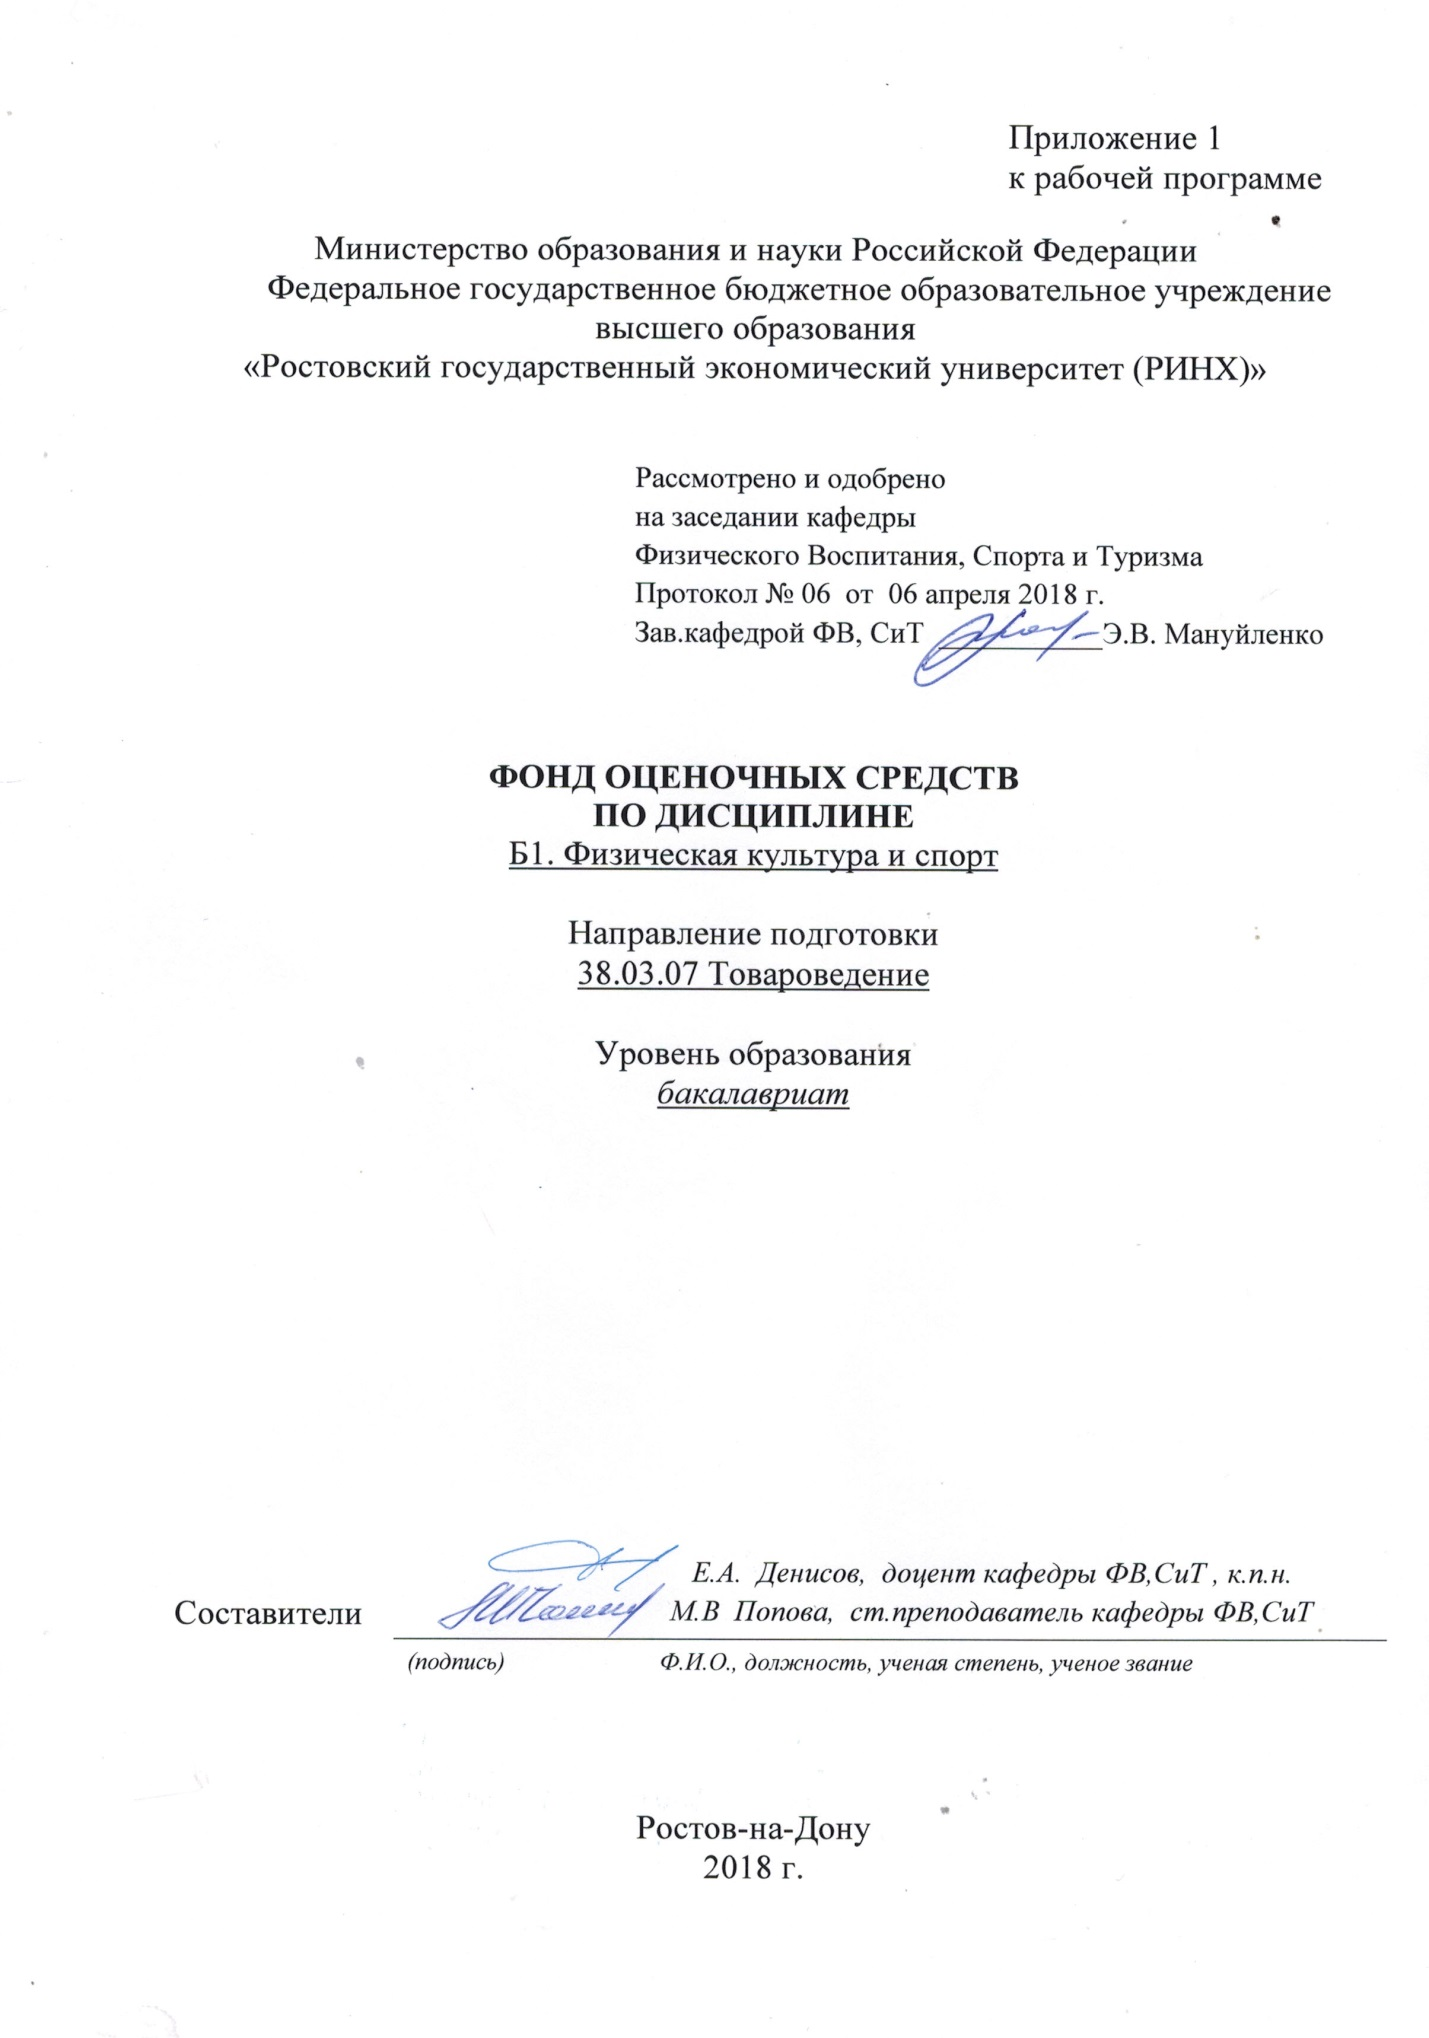 Приложение 1
к рабочей программе
Министерство образования и науки Российской Федерации
Федеральное государственное бюджетное образовательное учреждение
высшего образования
«Ростовский государственный экономический университет (РИНХ)»
Рассмотрено и одобрено
на заседании кафедры
Физического Воспитания, Спорта и Туризма
Протокол № 06 от 06 апреля 2018 г.
Зав.кафедрой ФВ, СиТ ___________Э.В. Мануйленко
ФОНД ОЦЕНОЧНЫХ СРЕДСТВ
ПО ДИСЦИПЛИНЕ
Б1. Физическая культура и спорт
Направление подготовки
38.03.07 Товароведение
Уровень образования
бакалавриат
Е.А. Денисов, доцент кафедры ФВ,СиТ , к.п.н.
Составители М.В Попова, ст.преподаватель кафедры ФВ,СиТ
(подпись) Ф.И.О., должность, ученая степень, ученое звание
Ростов-на-Дону
2018 г.